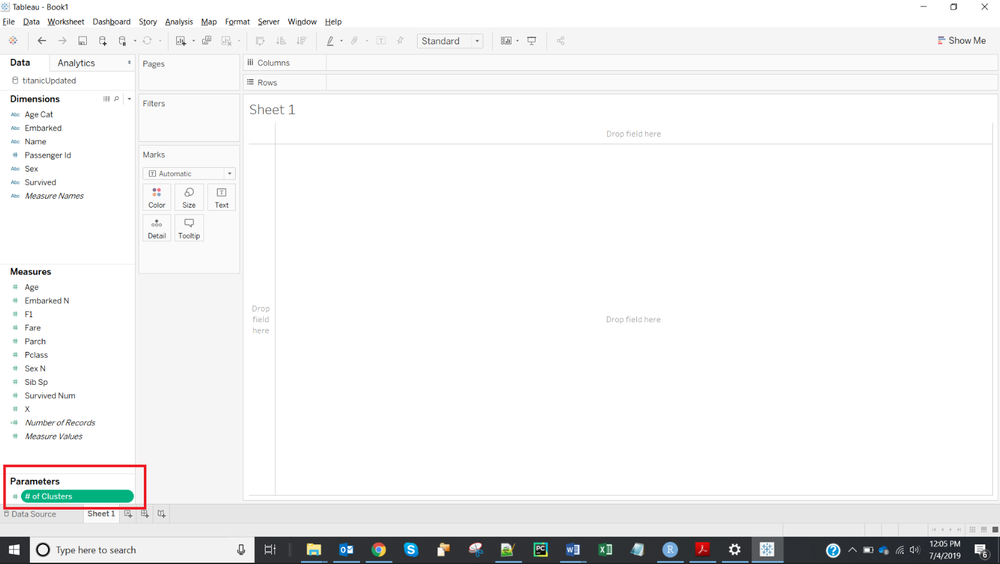 Tableau - Book1
File Data Worksheet Dashboard Story Analysis Map Format Server Window Help
Standard
Show Me
Data Analytics
titanicUpdated
Dimensions
Abc Age Cat
Abc Embarked
Abc Name
# Passenger Id
Abc Sex
Abc Survived
Abc Measure Names
Measures
# Age
# Embarked N
# F1
# Fare
# Parch
# Pclass
# Sex N
# Sib Sp
# Survived Num
# X
=# Number of Records
# Measure Values
Parameters
# # of Clusters
Pages
Filters
Marks
T Automatic
Color Size T Text
Detail Tooltip
Columns
Rows
Sheet 1
Drop field here
Drop
field
here
Drop field here
Data Source Sheet 1
Type here to search
12:05 PM
7/4/2019
6